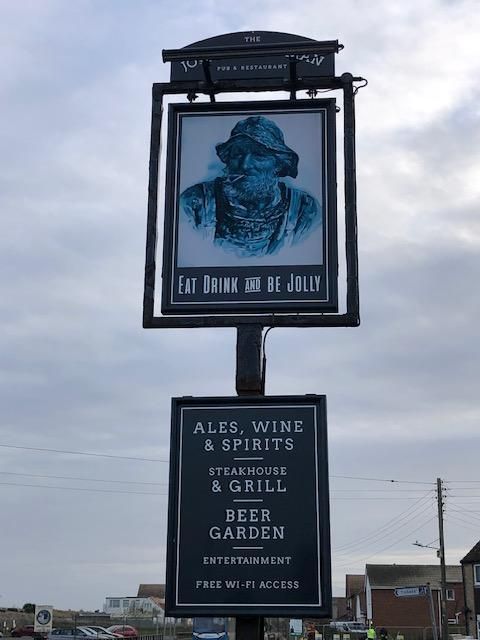 THE
PUB & RESTAURANT
EAT DRINK AND BE JOLLY
ALES, WINE
& SPIRITS
STEAKHOUSE
& GRILL
BEER
GARDEN
ENTERTAINMENT
FREE WI-FI ACCESS